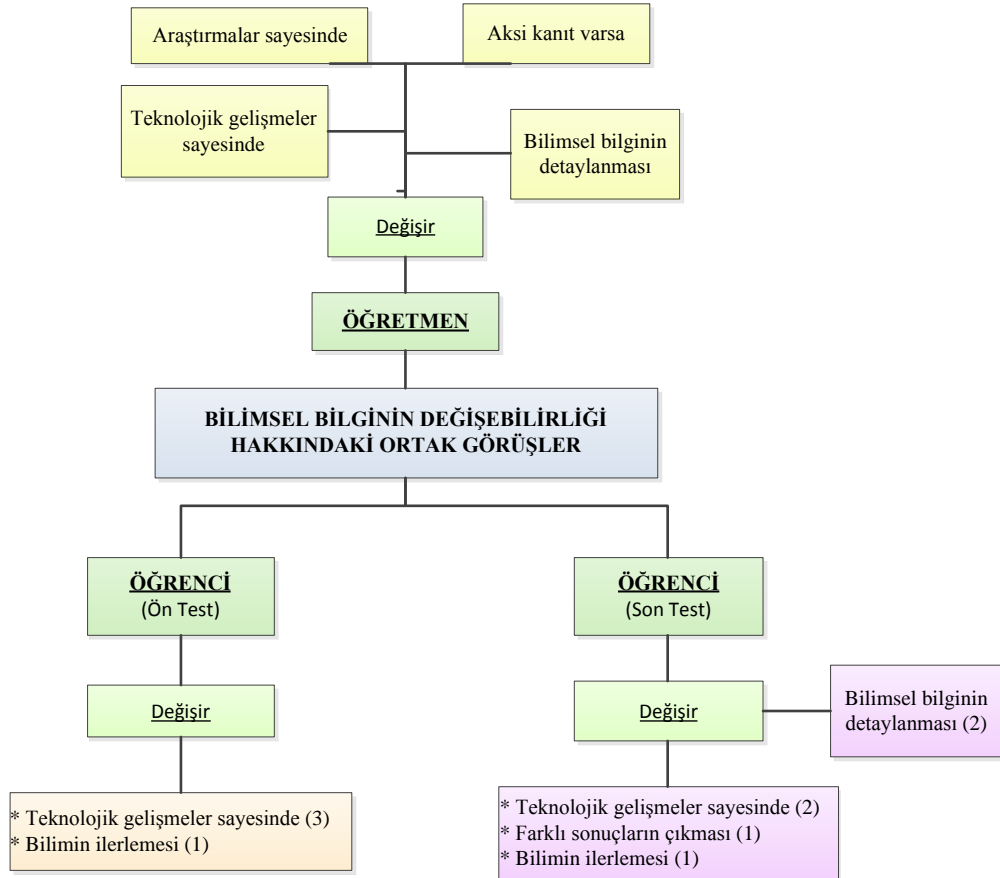 Araştırmalar sayesinde
Aksi kanıt varsa
Teknolojik gelişmeler
sayesinde
Bilimsel bilginin
detaylanması
Değişir
ÖĞRETMEN
BİLİMSEL BİLGİNİN DEĞİŞEBİLİRLİĞİ
HAKKINDAKİ ORTAK GÖRÜŞLER
ÖĞRENCİ
(Ön Test)
ÖĞRENCİ
(Son Test)
Değişir
Değişir
Bilimsel bilginin
detaylanması (2)
* Teknolojik gelişmeler sayesinde (3)
* Bilimin ilerlemesi (1)
* Teknolojik gelişmeler sayesinde (2)
* Farklı sonuçların çıkması (1)
* Bilimin ilerlemesi (1)